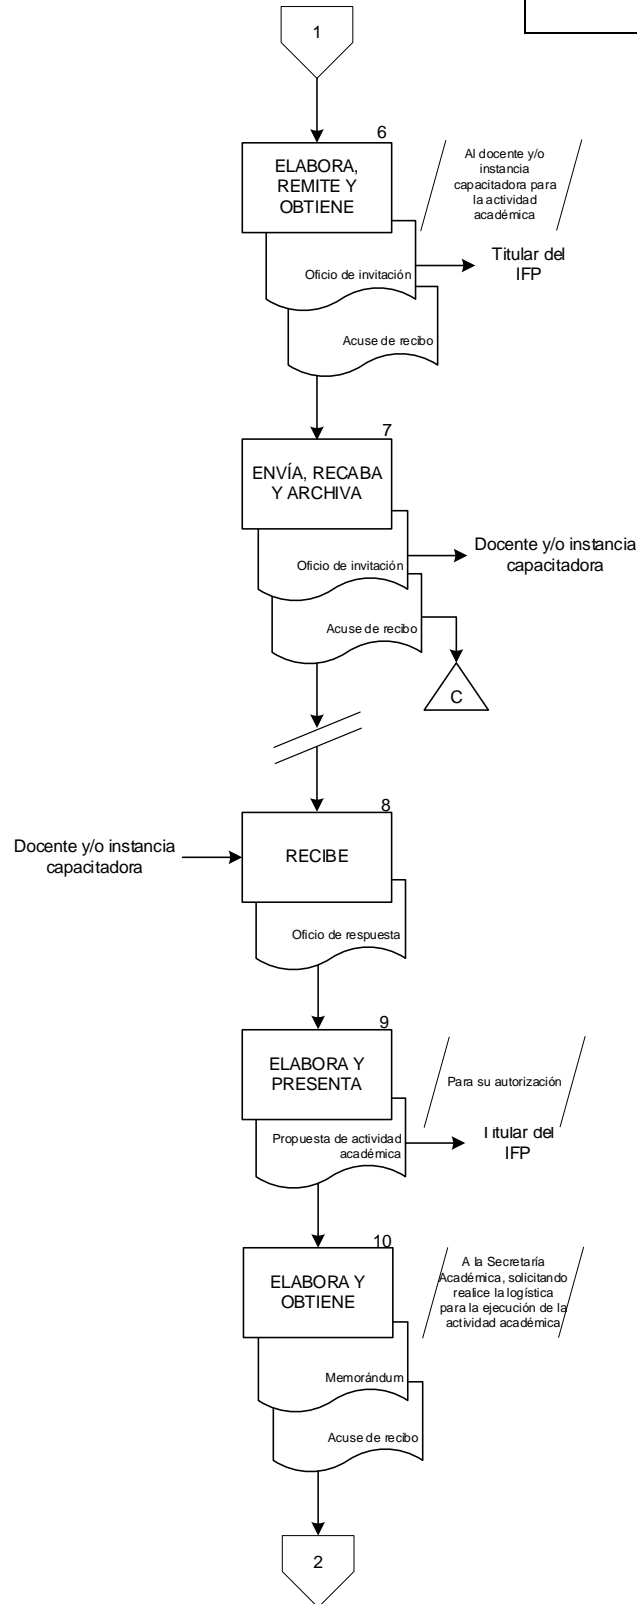 1
6
ELABORA,
REMITE Y
OBTIENE
Al docente y/o
instancia
capacitadora para
la actividad
académica
Oficio de invitación
Titular del
IFP
Acuse de recibo
7
ENVÍA, RECABA
Y ARCHIVA
Oficio de invitación
Docente y/o instancia
capacitadora
Acuse de recibo
C
8
Docente y/o instancia
capacitadora
RECIBE
Oficio de respuesta
9
ELABORA Y
PRESENTA
Para su autorización
Propuesta de actividad
académica
Titular del
IFP
10
ELABORA Y
OBTIENE
A la Secretaría
Académica, solicitando
realice la logística
para la ejecución de la
actividad académica
Memorándum
Acuse de recibo
2